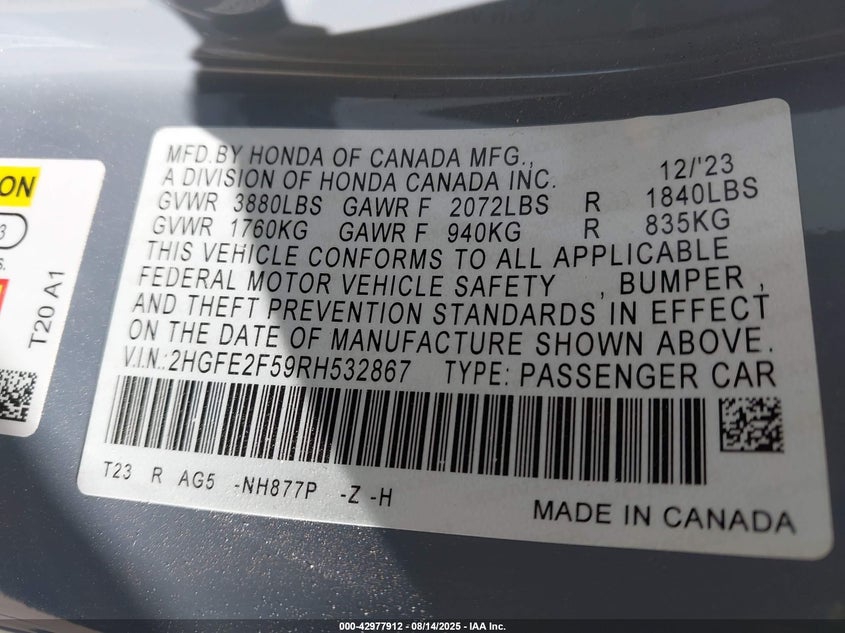 MFD.BY HONDA OF CANADA MFG., 12/'23
A DIVISION OF HONDA CANADA INC.
GVWR 3880LBS GAWR F 2072LBS R 1840LBS
GVWR 1760KG GAWR F 940KG R 835KG
THIS VEHICLE CONFORMS TO ALL APPLICABLE
FEDERAL MOTOR VEHICLE SAFETY , BUMPER ,
AND THEFT PREVENTION STANDARDS IN EFFECT
ON THE DATE OF MANUFACTURE SHOWN ABOVE.
V.I.N.: 2HGFE2F59RH532867 TYPE: PASSENGER CAR
T23 R AG5 -NH877P -Z -H
MADE IN CANADA
ON
3
s.
T20 A1
000-42977912 - 08/14/2025 - IAA Inc.